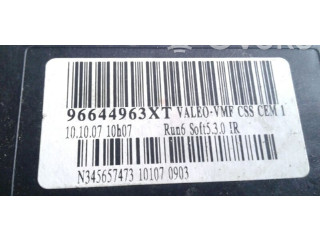 96644963XT VALEO-VMF CSS CEM 1
10.10.07 10h07 Run6 Soft5.3.0 IR
N345657473 10107 0903